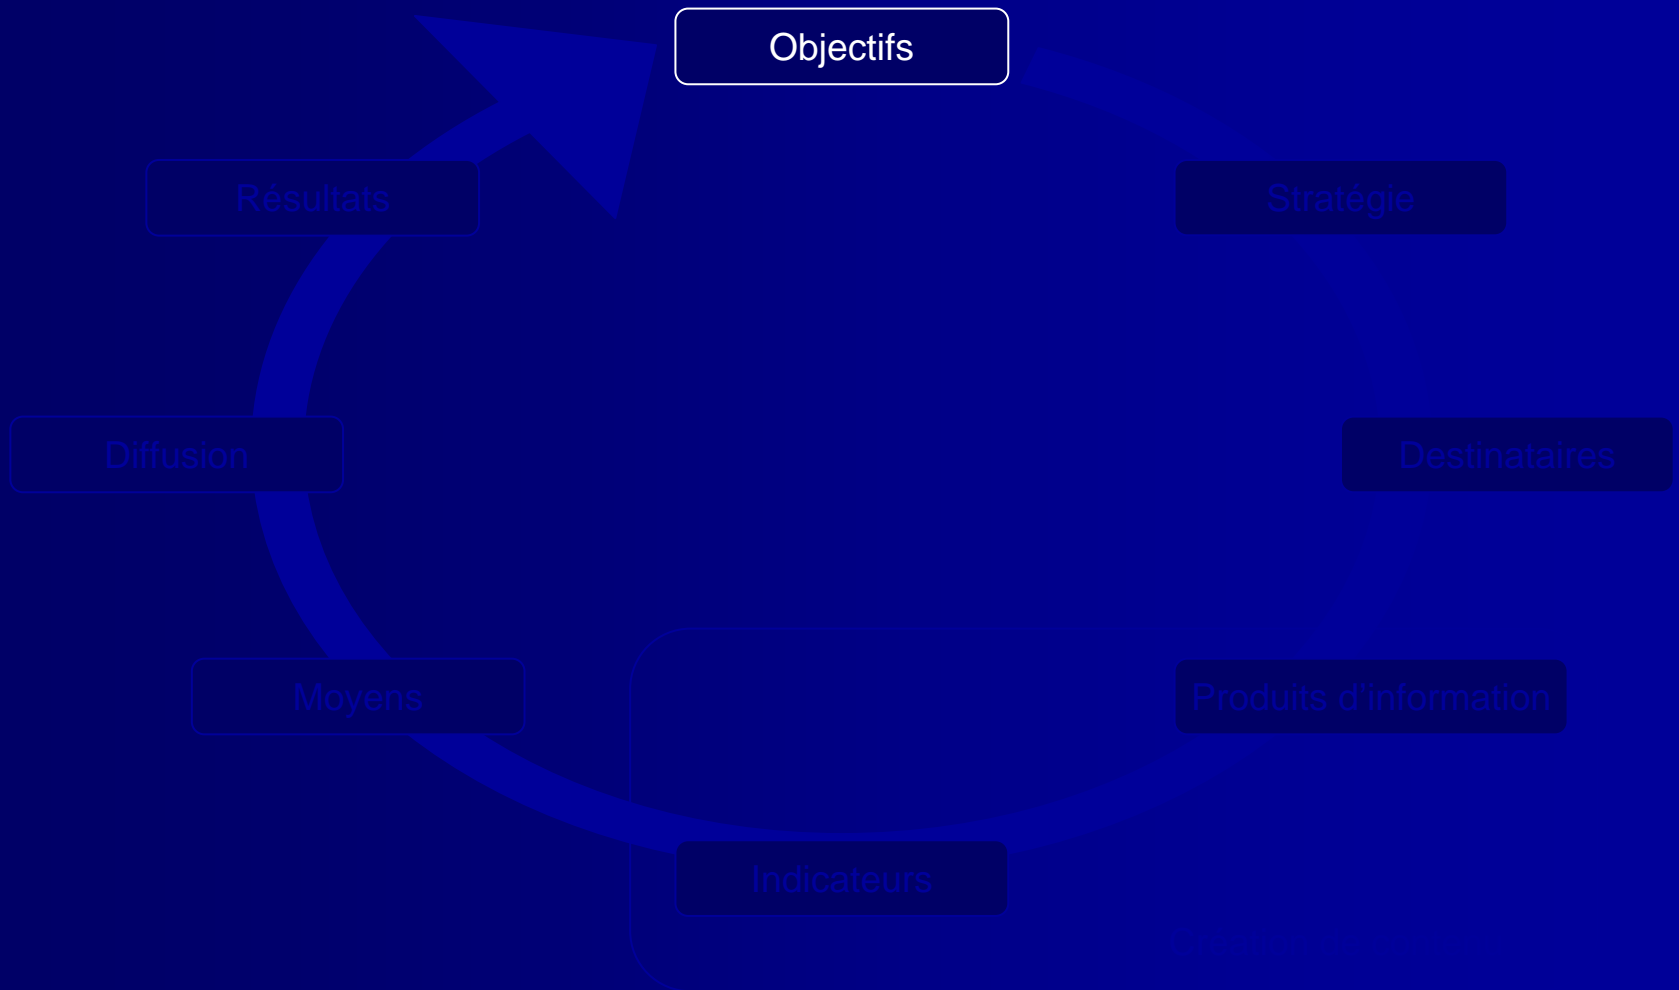 Objectifs
Stratégie
Destinataires
Produits d'information
Indicateurs
Moyens
Diffusion
Résultats